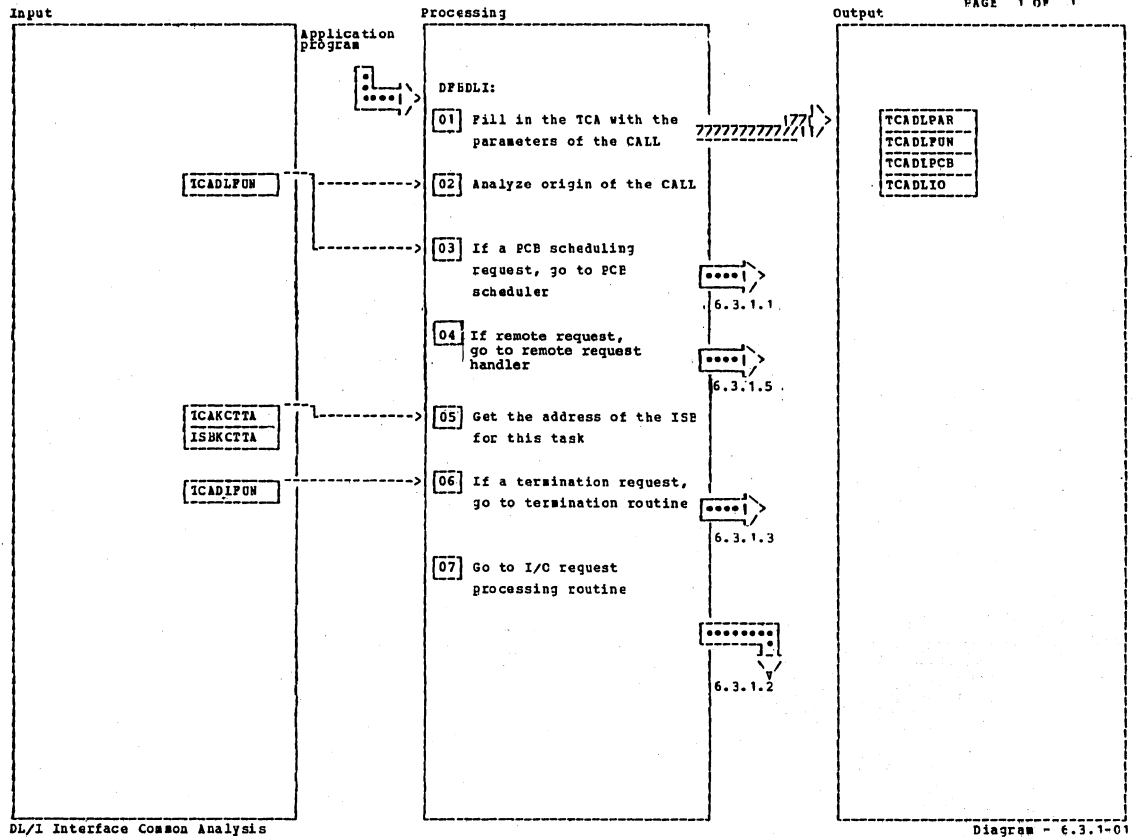 PAGE 1 OF 1
Input
Processing
Output
Application
program
DFHDLI:
01 Fill in the TCA with the
parameters of the CALL
TCADLPAR
TCADLFUN
TCADLPCB
TCADLIO
TCADLFUN
02 Analyze origin of the CALL
03 If a PCB scheduling
request, go to PCB
scheduler
6.3.1.1
04 If remote request,
go to remote request
handler
6.3.1.5
TCAKCTTA
ISBKCTTA
05 Get the address of the ISB
for this task
TCADLFUN
06 If a termination request,
go to termination routine
6.3.1.3
07 Go to I/O request
processing routine
6.3.1.2
DL/I Interface Common Analysis
Diagram - 6.3.1-01